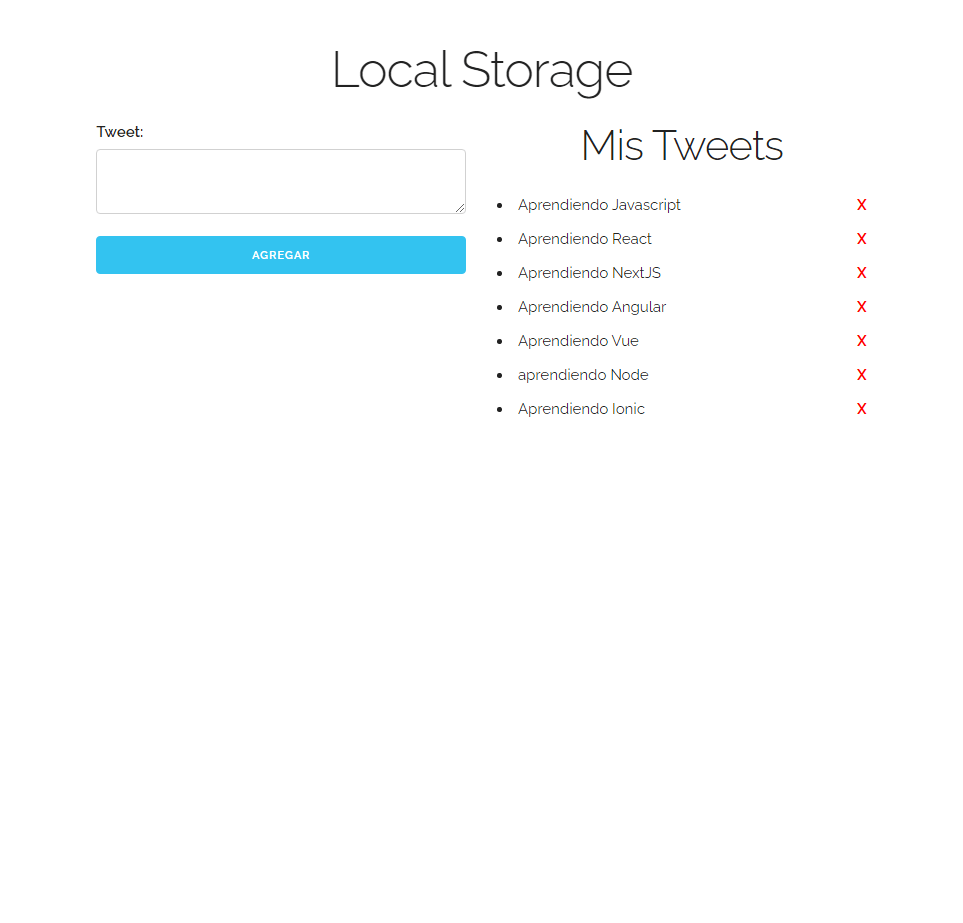 Local Storage
Tweet:
AGREGAR
Mis Tweets
Aprendiendo Javascript X
Aprendiendo React X
Aprendiendo NextJS X
Aprendiendo Angular X
Aprendiendo Vue X
aprendiendo Node X
Aprendiendo Ionic X